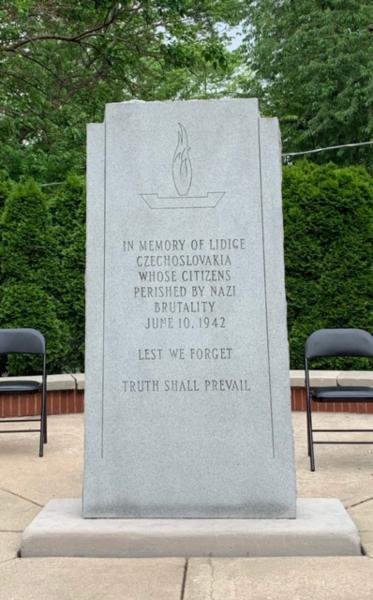 IN MEMORY OF LIDICE
CZECHOSLOVAKIA
WHOSE CITIZENS
PERISHED BY NAZI
BRUTALITY
JUNE 10, 1942
LEST WE FORGET
TRUTH SHALL PREVAIL